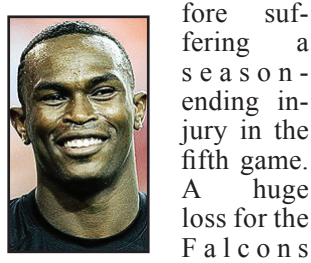 fore suf-
fering a
season-
ending in-
jury in the
fifth game.
A huge
loss for the
Falcons